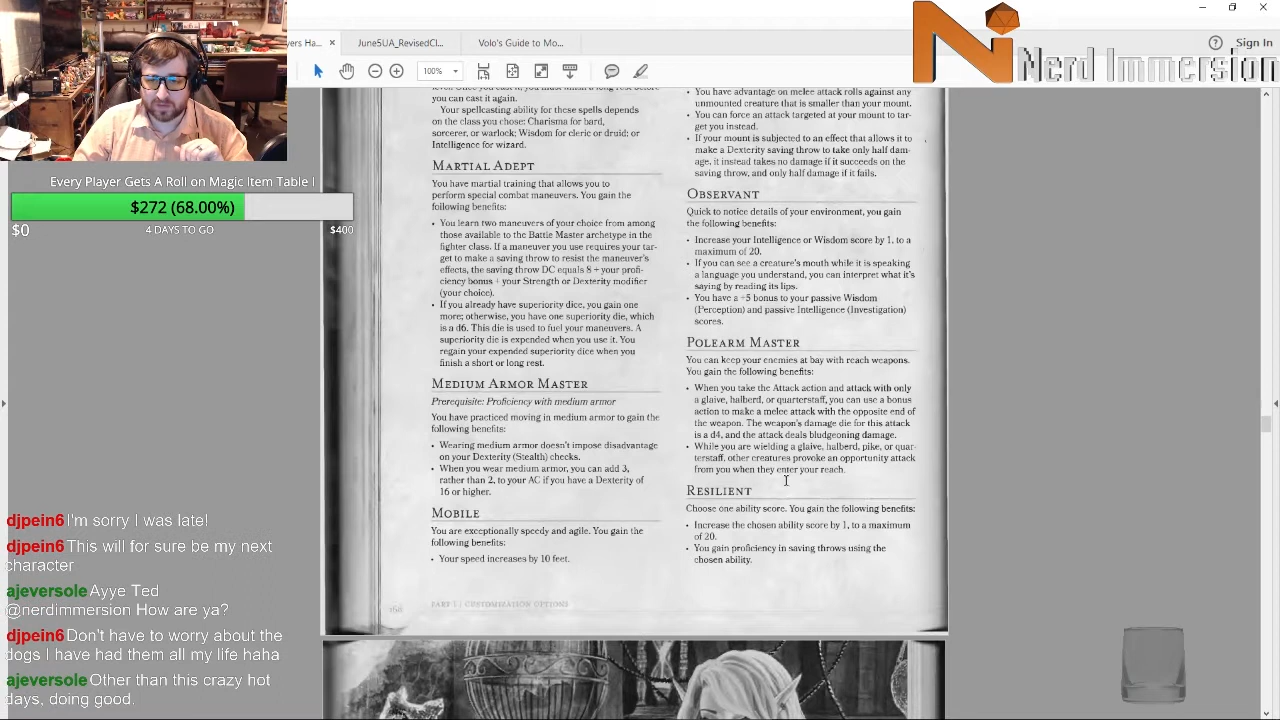 vers Ha...
June5UA_RevisedCl...
Volo's Guide to Mo...
Sign In
100%
Nerd Immersion
you can cast it again.
Your spellcasting ability for these spells depends
on the class you chose: Charisma for bard,
sorcerer, or warlock; Wisdom for cleric or druid; or
Intelligence for wizard.
MARTIAL ADEPT
You have martial training that allows you to
perform special combat maneuvers. You gain the
following benefits:
• You learn two maneuvers of your choice from among
those available to the Battle Master archetype in the
fighter class. If a maneuver you use requires your tar-
get to make a saving throw to resist the maneuver's
effects, the saving throw DC equals 8 + your profi-
ciency bonus + your Strength or Dexterity modifier
(your choice).
• If you already have superiority dice, you gain one
more; otherwise, you have one superiority die, which
is a d6. This die is used to fuel your maneuvers. A
superiority die is expended when you use it. You
regain your expended superiority dice when you
finish a short or long rest.
MEDIUM ARMOR MASTER
Prerequisite: Proficiency with medium armor
You have practiced moving in medium armor to gain the
following benefits:
• Wearing medium armor doesn't impose disadvantage
on your Dexterity (Stealth) checks.
• When you wear medium armor, you can add 3,
rather than 2, to your AC if you have a Dexterity of
16 or higher.
MOBILE
You are exceptionally speedy and agile. You gain the
following benefits:
• Your speed increases by 10 feet.
168
PART 3 | CUSTOMIZATION OPTIONS
• You have advantage on melee attack rolls against any
unmounted creature that is smaller than your mount.
• You can force an attack targeted at your mount to tar-
get you instead.
• If your mount is subjected to an effect that allows it to
make a Dexterity saving throw to take only half dam-
age, it instead takes no damage if it succeeds on the
saving throw, and only half damage if it fails.
OBSERVANT
Quick to notice details of your environment, you gain
the following benefits:
• Increase your Intelligence or Wisdom score by 1, to a
maximum of 20.
• If you can see a creature's mouth while it is speaking
a language you understand, you can interpret what it's
saying by reading its lips.
• You have a +5 bonus to your passive Wisdom
(Perception) and passive Intelligence (Investigation)
scores.
POLEARM MASTER
You can keep your enemies at bay with reach weapons.
You gain the following benefits:
• When you take the Attack action and attack with only
a glaive, halberd, or quarterstaff, you can use a bonus
action to make a melee attack with the opposite end of
the weapon. The weapon's damage die for this attack
is a d4, and the attack deals bludgeoning damage.
• While you are wielding a glaive, halberd, pike, or quar-
terstaff, other creatures provoke an opportunity attack
from you when they enter your reach.
RESILIENT
Choose one ability score. You gain the following benefits:
• Increase the chosen ability score by 1, to a maximum
of 20.
• You gain proficiency in saving throws using the
chosen ability.
Every Player Gets A Roll on Magic Item Table I
$272 (68.00%)
$0
4 DAYS TO GO
$400
djpein6 I'm sorry I was late!
djpein6 This will for sure be my next
character
ajeversole Ayye Ted
@nerdimmersion How are ya?
djpein6 Don't have to worry about the
dogs I have had them all my life haha
ajeversole Other than this crazy hot
days, doing good.